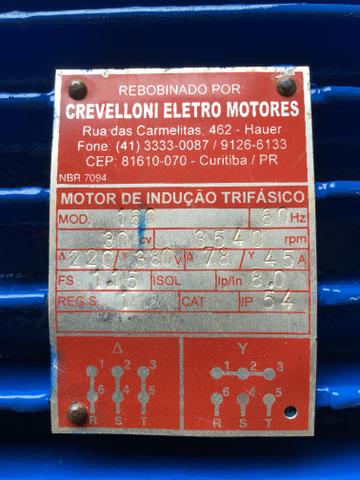 REBOBINADO POR:
CREVELLONI ELETRO MOTORES
Rua das Carmelitas, 462 - Hauer
Fone: (41) 3333-0087 / 9126-6133
CEP: 81610-070 - Curitiba / PR
NBR 7094
MOTOR DE INDUÇÃO TRIFÁSICO
MOD. 160 60 Hz
30 cv 3540 rpm
Δ 220 / Y 380 V Δ 78 / Y 45 A
FS 1.15 ISOL Ip/in 8.0
REG.S 1 CAT IP 54
Δ Y
1 2 3 1 2 3
6 4 5 6 4 5
R S T R S T